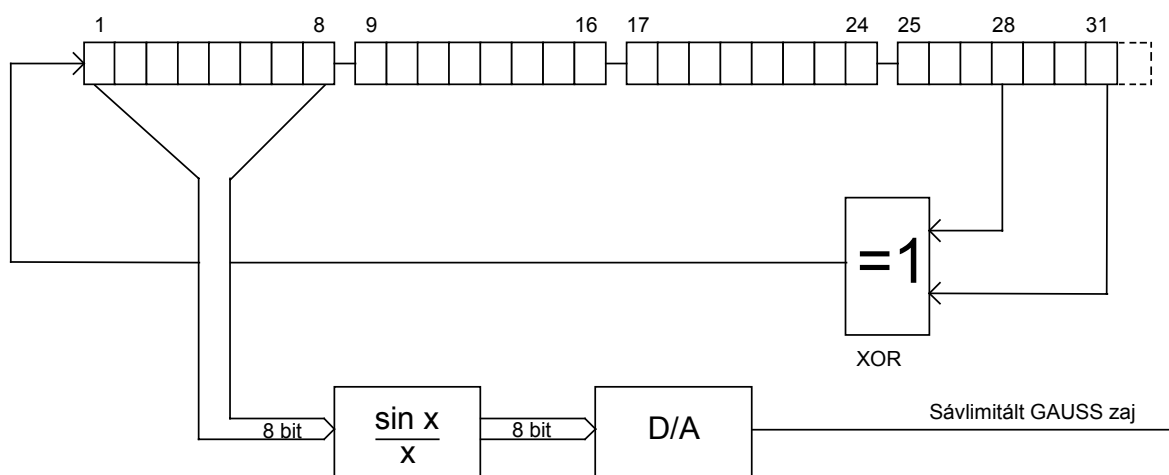 1 8 9 16 17 24 25 28 31
=1
XOR
8 bit
sin x
x
8 bit
D/A
Sávlimitált GAUSS zaj